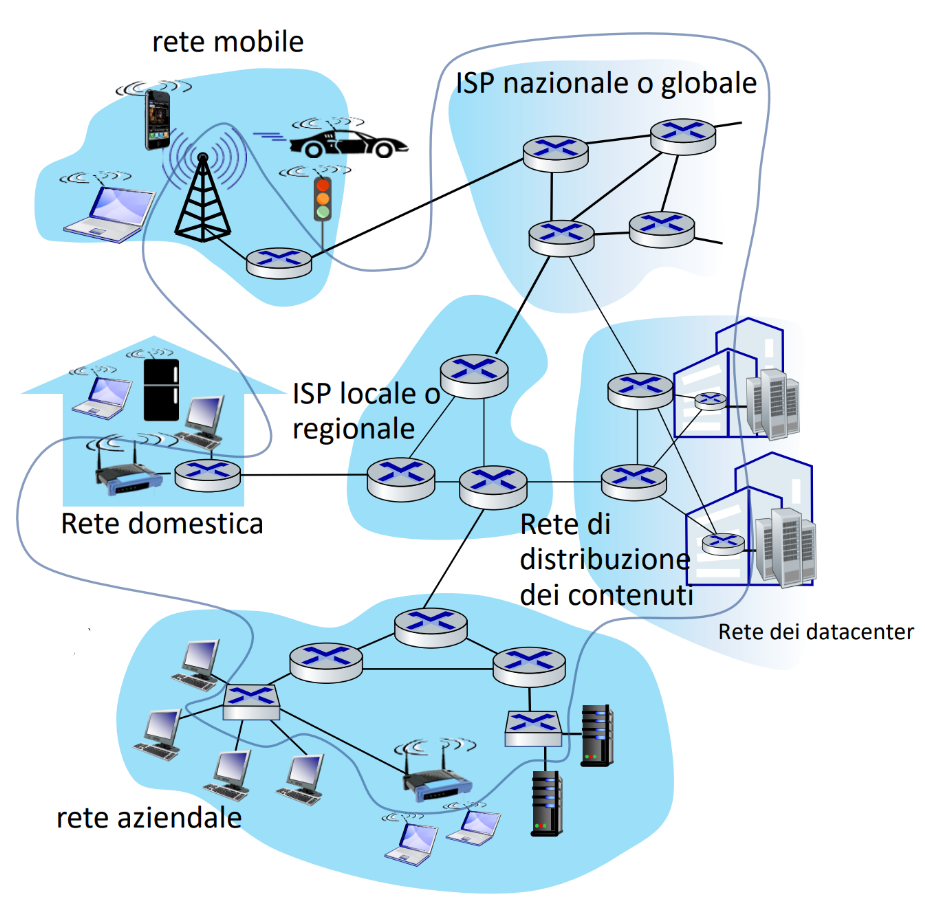 rete mobile
ISP nazionale o globale
ISP locale o
regionale
Rete domestica
Rete di
distribuzione
dei contenuti
Rete dei datacenter
rete aziendale